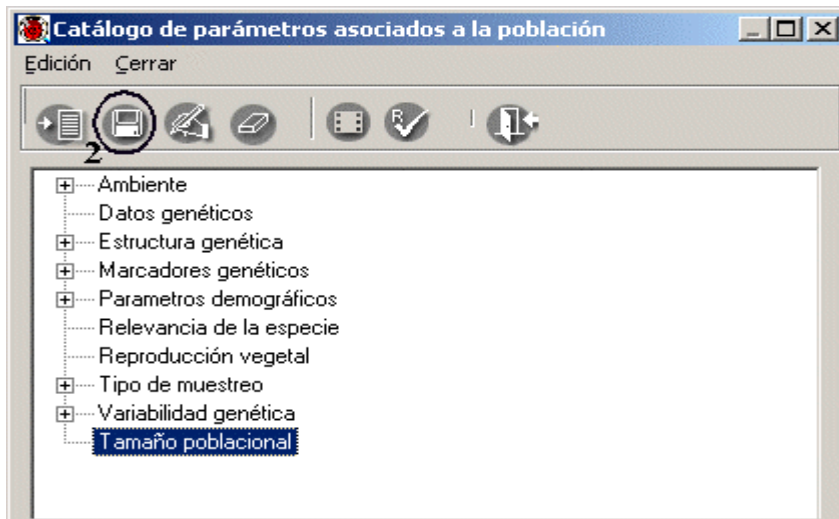 Catálogo de parámetros asociados a la población
Edición Cerrar
R
2
Ambiente
Datos genéticos
Estructura genética
Marcadores genéticos
Parametros demográficos
Relevancia de la especie
Reproducción vegetal
Tipo de muestreo
Variabilidad genética
Tamaño poblacional